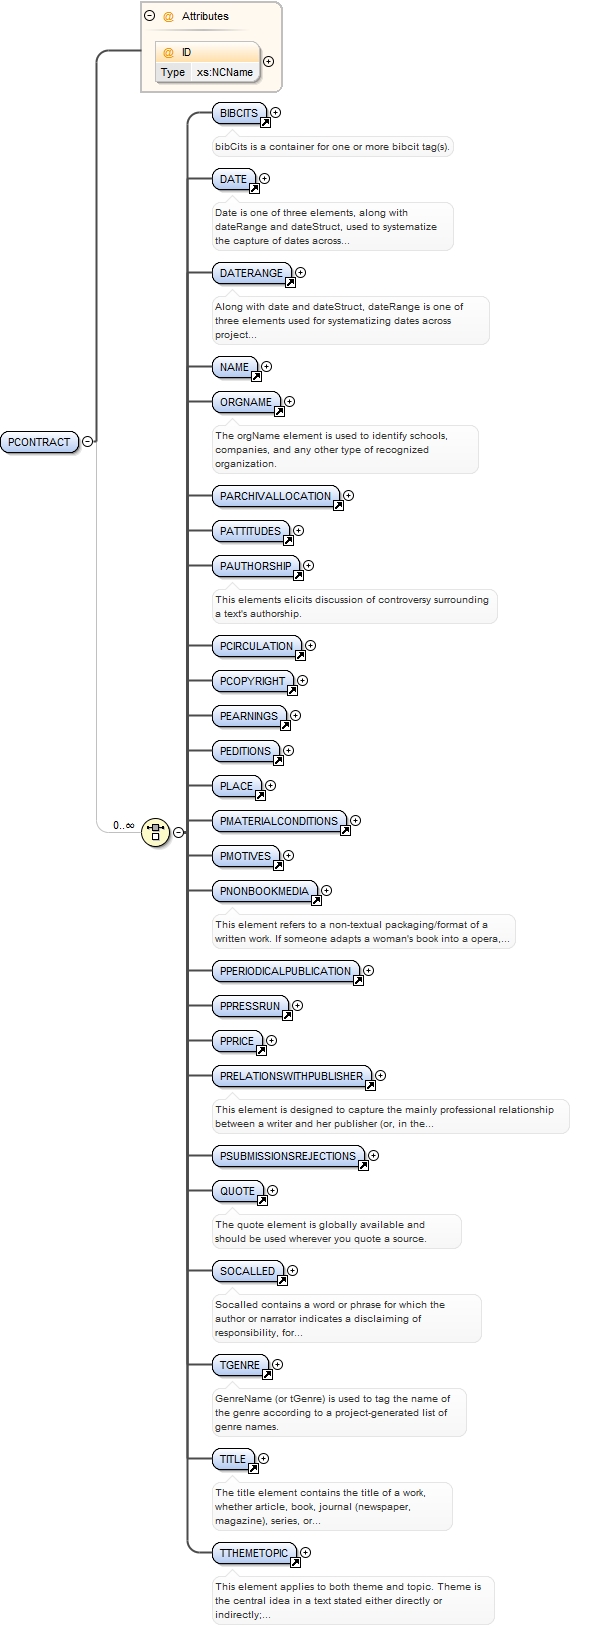 Attributes
@ ID
Type xs:NCName
BIBCITS
bibCits is a container for one or more bibcit tag(s).
DATE
Date is one of three elements, along with
dateRange and dateStruct, used to systematize
the capture of dates across...
DATERANGE
Along with date and dateStruct, dateRange is one of
three elements used for systematizing dates across
project...
NAME
ORGNAME
The orgName element is used to identify schools,
companies, and any other type of recognized
organization.
PCONTRACT
PARCHIVALLOCATION
PATTITUDES
PAUTHORSHIP
This elements elicits discussion of controversy surrounding
a text's authorship.
PCIRCULATION
PCOPYRIGHT
PEARNINGS
PEDITIONS
PLACE
0..∞
PMATERIALCONDITIONS
PMOTIVES
PNONBOOKMEDIA
This element refers to a non-textual packaging/format of a
written work. If someone adapts a woman's book into a opera,...
PPERIODICALPUBLICATION
PPRESSRUN
PPRICE
PRELATIONSWITHPUBLISHER
This element is designed to capture the mainly professional relationship
between a writer and her publisher (or, in the...
PSUBMISSIONSREJECTIONS
QUOTE
The quote element is globally available and
should be used wherever you quote a source.
SOCALLED
Socalled contains a word or phrase for which the
author or narrator indicates a disclaiming of
responsibility, for...
TGENRE
GenreName (or tGenre) is used to tag the name of
the genre according to a project-generated list of
genre names.
TITLE
The title element contains the title of a work,
whether article, book, journal (newspaper,
magazine), series, or...
TTHEMETOPIC
This element applies to both theme and topic. Theme is
the central idea in a text stated either directly or
indirectly;...